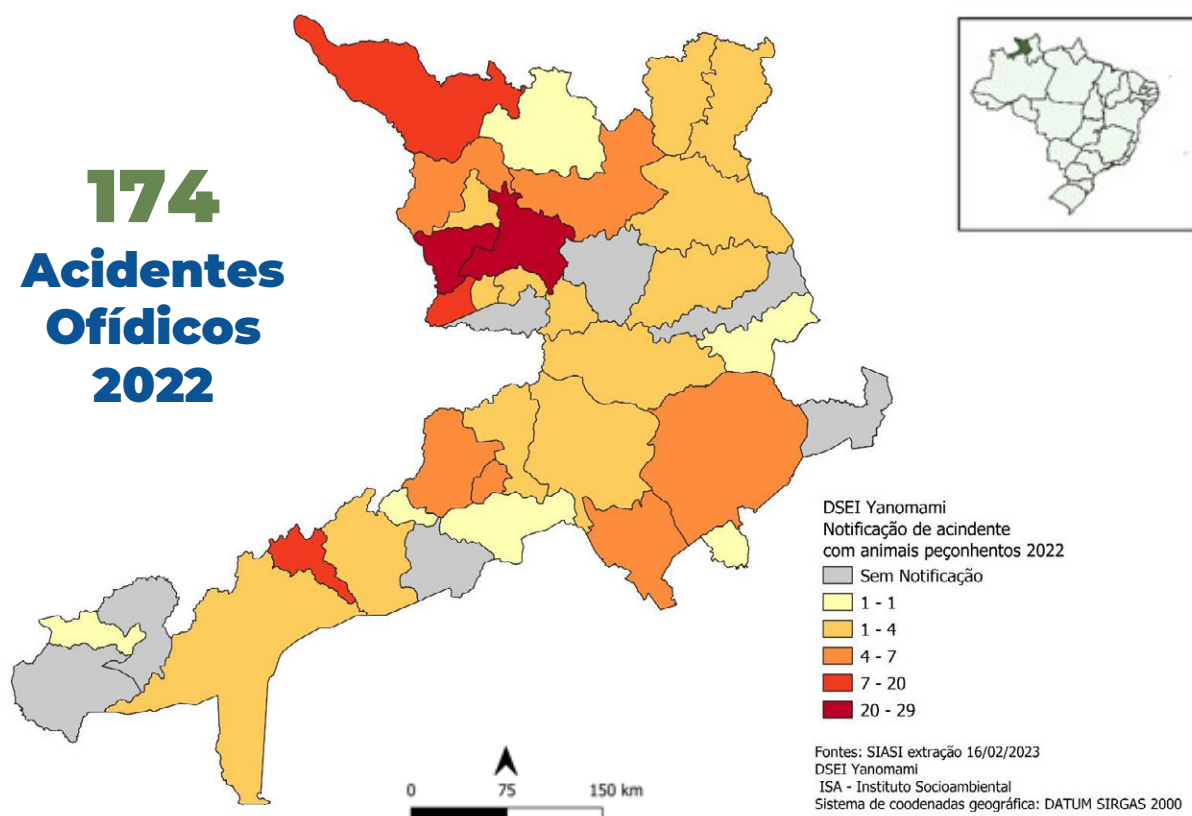 174
Acidentes
Ofídicos
2022
DSEI Yanomami
Notificação de acindente
com animais peçonhentos 2022
Sem Notificação
1 - 1
1 - 4
4 - 7
7 - 20
20 - 29
0 75 150 km
Fontes: SIASI extração 16/02/2023
DSEI Yanomami
ISA - Instituto Socioambiental
Sistema de coodenadas geográfica: DATUM SIRGAS 2000